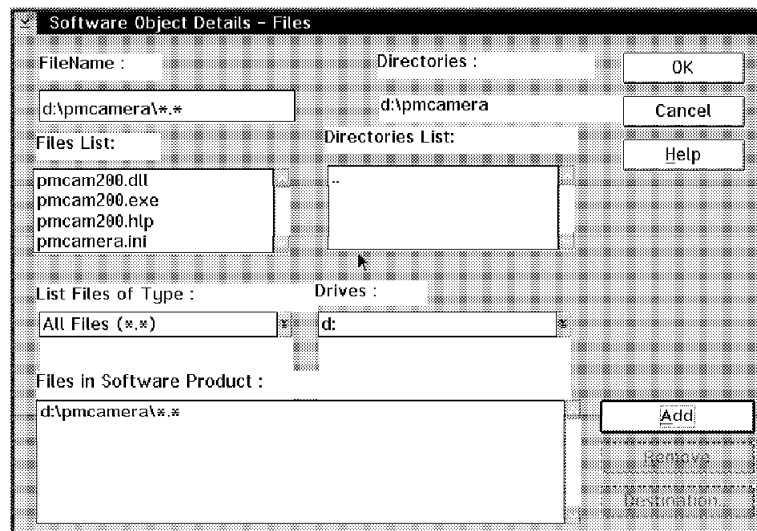 Software Object Details - Files
FileName :
Directories :
OK
d:\pmcamera\*.*
d:\pmcamera
Cancel
Files List:
Directories List:
Help
pmcam200.dll
..
pmcam200.exe
pmcam200.hlp
pmcamera.ini
List Files of Type :
Drives :
All Files (*.*)
d:
Files in Software Product :
d:\pmcamera\*.*
Add
Remove
Destination...